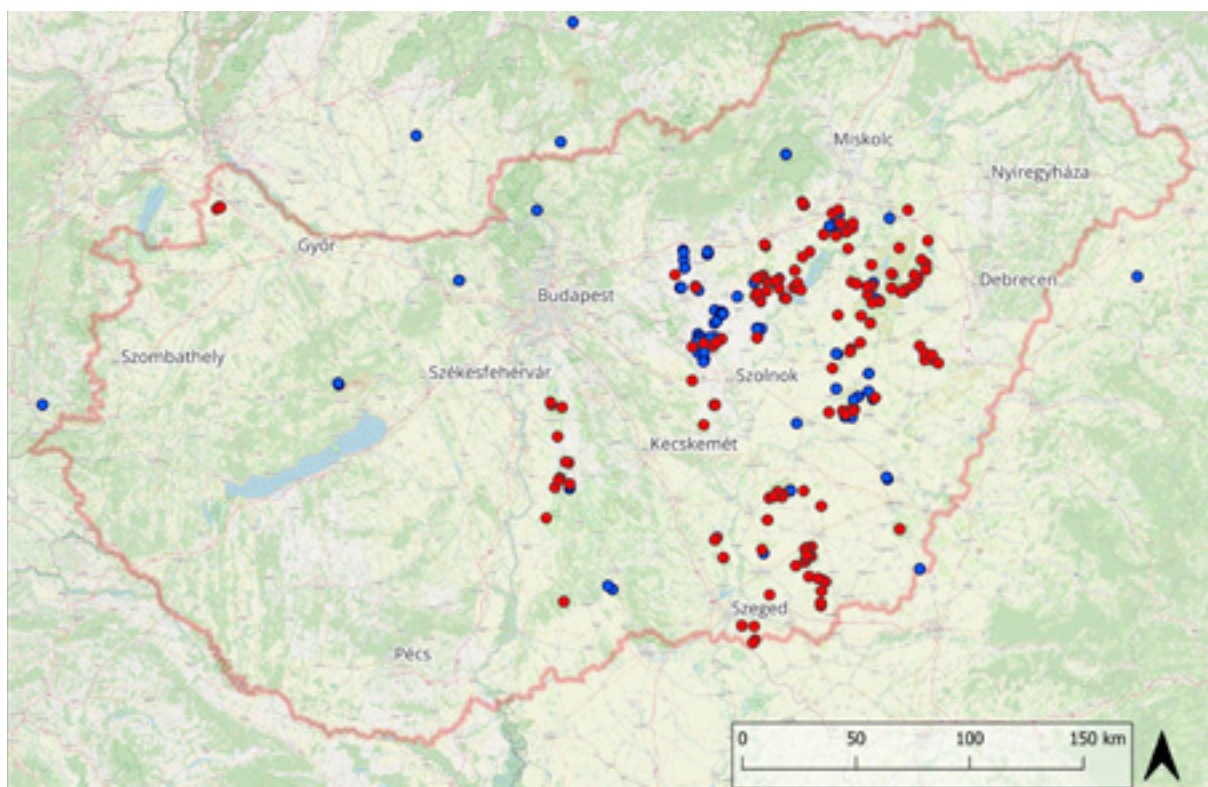 Miskolc
Nyíregyháza
Győr
Budapest
Debrecen
Szombathely
Székesfehérvár
Szolnok
Kecskemét
Szeged
Pécs
0 50 100 150 km